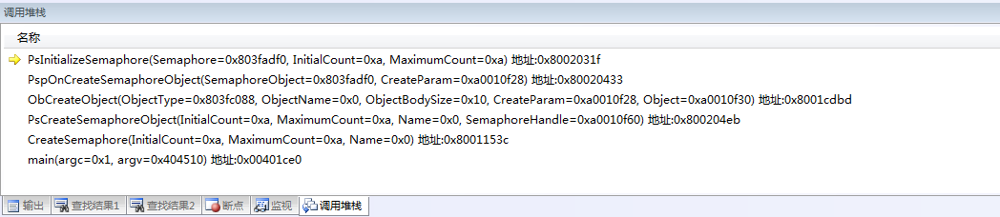 调用堆栈
名称
PsInitializeSemaphore(Semaphore=0x803fadf0, InitialCount=0xa, MaximumCount=0xa) 地址:0x8002031f
PspOnCreateSemaphoreObject(SemaphoreObject=0x803fadf0, CreateParam=0xa0010f28) 地址:0x80020433
ObCreateObject(ObjectType=0x803fc088, ObjectName=0x0, ObjectBodySize=0x10, CreateParam=0xa0010f28, Object=0xa0010f30) 地址:0x8001cdbd
PsCreateSemaphoreObject(InitialCount=0xa, MaximumCount=0xa, Name=0x0, SemaphoreHandle=0xa0010f60) 地址:0x800204eb
CreateSemaphore(InitialCount=0xa, MaximumCount=0xa, Name=0x0) 地址:0x8001153c
main(argc=0x1, argv=0x404510) 地址:0x00401ce0
输出 查找结果1 查找结果2 断点 监视 调用堆栈